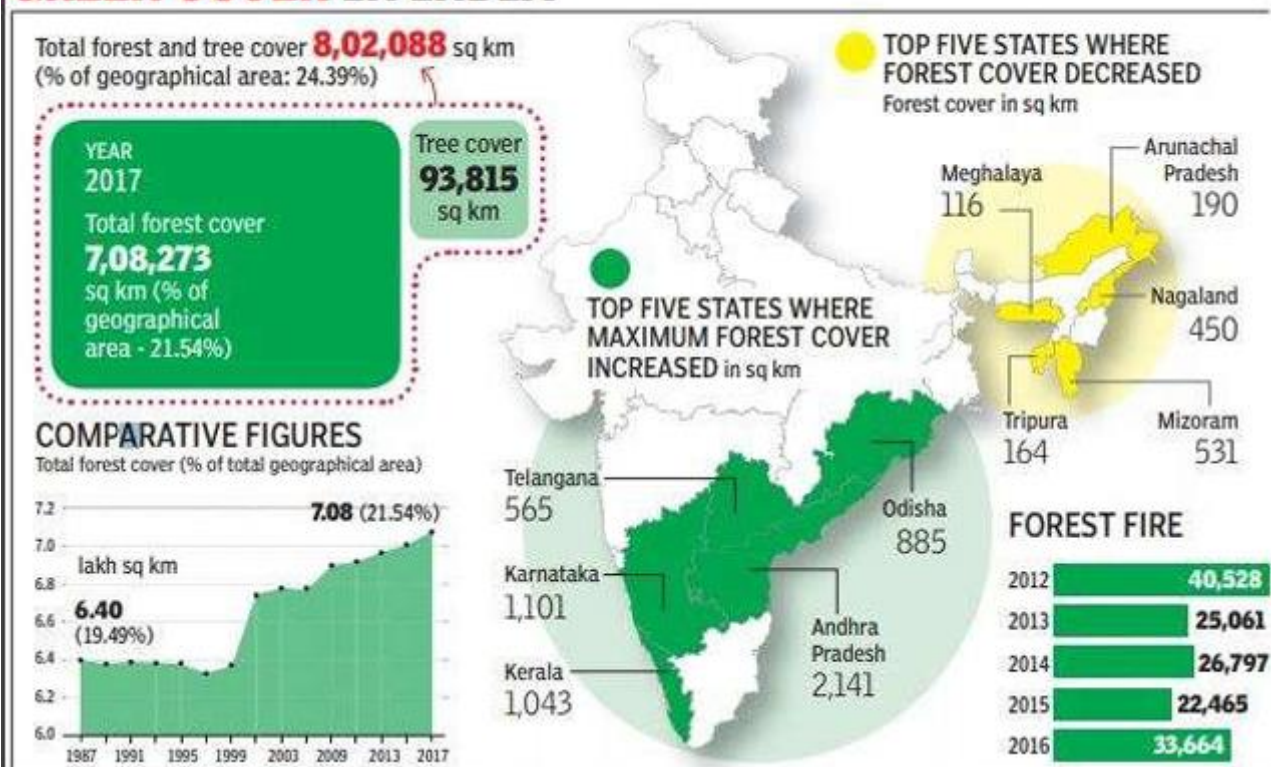 Total forest and tree cover 8,02,088 sq km
(% of geographical area: 24.39%)
YEAR
2017
Total forest cover
7,08,273
sq km (% of
geographical
area - 21.54%)
Tree cover
93,815
sq km
COMPARATIVE FIGURES
Total forest cover (% of total geographical area)
7.2
7.0
6.8
6.6
6.4
6.2
6.0
lakh sq km
6.40
(19.49%)
7.08 (21.54%)
1987 1991 1995 1999 2003 2009 2013 2017
TOP FIVE STATES WHERE
MAXIMUM FOREST COVER
INCREASED in sq km
Telangana
565
Karnataka
1,101
Kerala
1,043
Odisha
885
Andhra
Pradesh
2,141
TOP FIVE STATES WHERE
FOREST COVER DECREASED
Forest cover in sq km
Meghalaya
116
Arunachal
Pradesh
190
Nagaland
450
Tripura
164
Mizoram
531
FOREST FIRE
2012 40,528
2013 25,061
2014 26,797
2015 22,465
2016 33,664